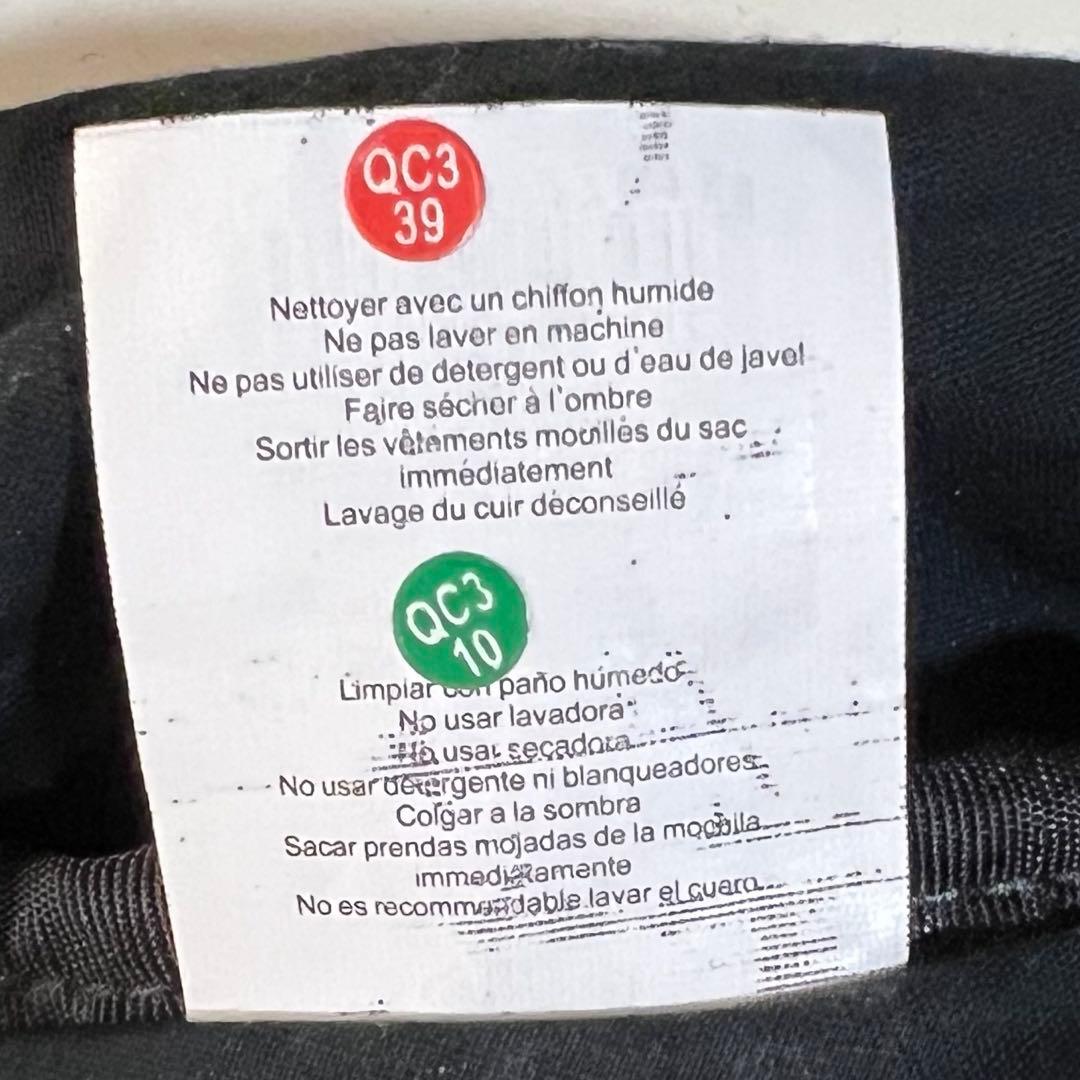 QC3
39
Nettoyer avec un chiffon humide
Ne pas laver en machine
Ne pas utiliser de detergent ou d'eau de javel
Faire sécher à l'ombre
Sortir les vêtements mouillés du sac
immédiatement
Lavage du cuir déconseillé
QC3
10
Limpiar con paño húmedo
No usar lavadora
No usar secadora
No usar detergente ni blanqueadores
Colgar a la sombra
Sacar prendas mojadas de la mochila
immediatamente
No es recommendable lavar el cuero